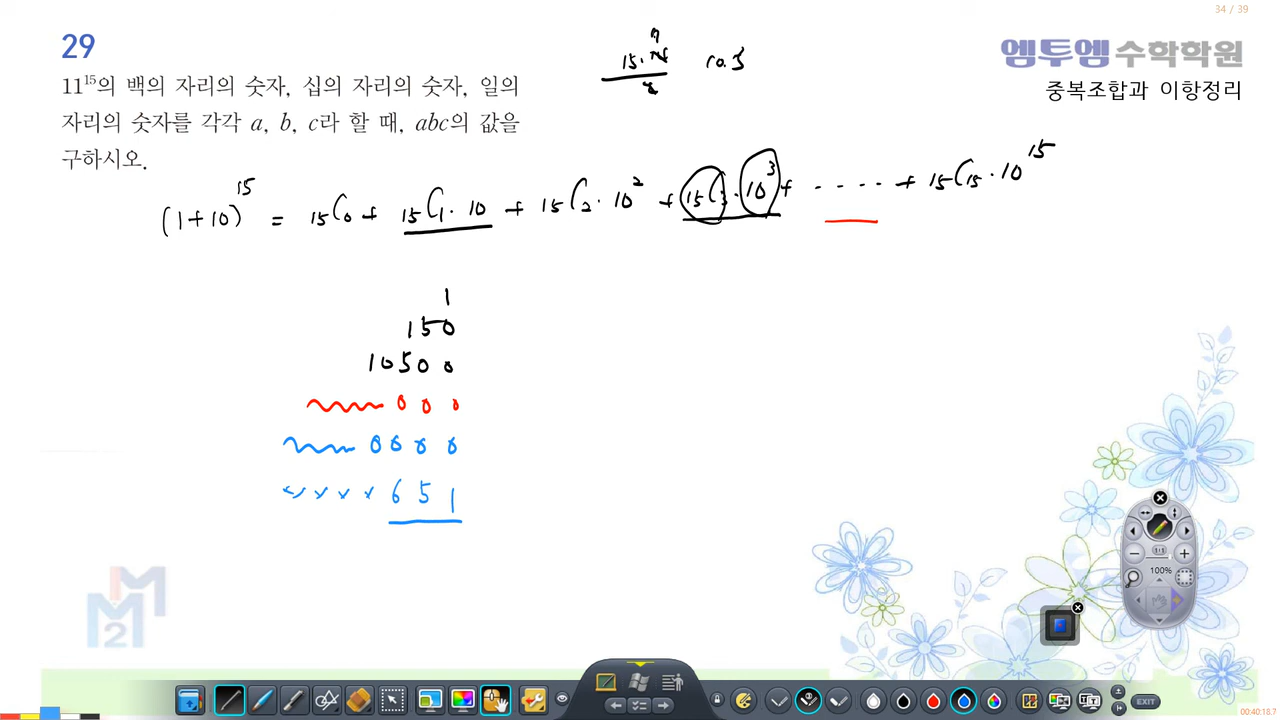 34 / 39
29
엠투엠수학학원
중복조합과 이항정리
11¹⁵의 백의 자리의 숫자, 십의 자리의 숫자, 일의
자리의 숫자를 각각 a, b, c라 할 때, abc의 값을
구하시오.
(1+10)¹⁵ = ₁₅C₀ + ₁₅C₁·10 + ₁₅C₂·10² + ₁₅C₃·10³ + ····· + ₁₅C₁₅·10¹⁵
1
150
10500
000
0000
651
M
M2
1:1
100%
EXIT
00:40:18.7